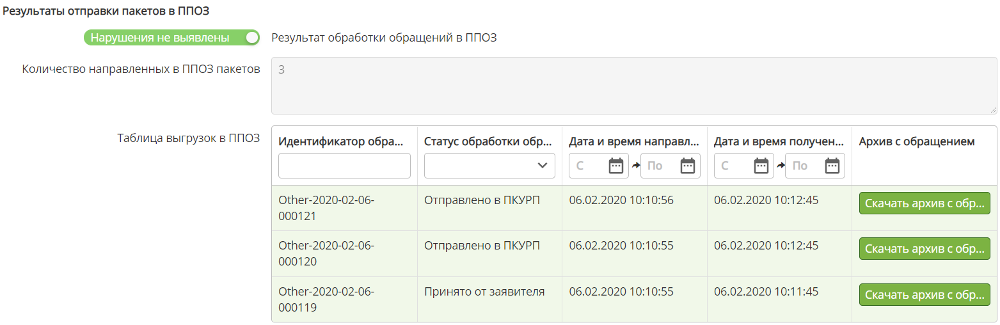 Результаты отправки пакетов в ППОЗ
Нарушения не выявлены Результат обработки обращений в ППОЗ
Количество направленных в ППОЗ пакетов 3
Таблица выгрузок в ППОЗ
Идентификатор обра... Статус обработки обр... Дата и время направл... Дата и время получен... Архив с обращением
С По С По
Other-2020-02-06- Отправлено в ПКУРП 06.02.2020 10:10:56 06.02.2020 10:12:45 Скачать архив с обр...
000121
Other-2020-02-06- Отправлено в ПКУРП 06.02.2020 10:10:55 06.02.2020 10:12:45 Скачать архив с обр...
000120
Other-2020-02-06- Принято от заявителя 06.02.2020 10:10:55 06.02.2020 10:11:45 Скачать архив с обр...
000119